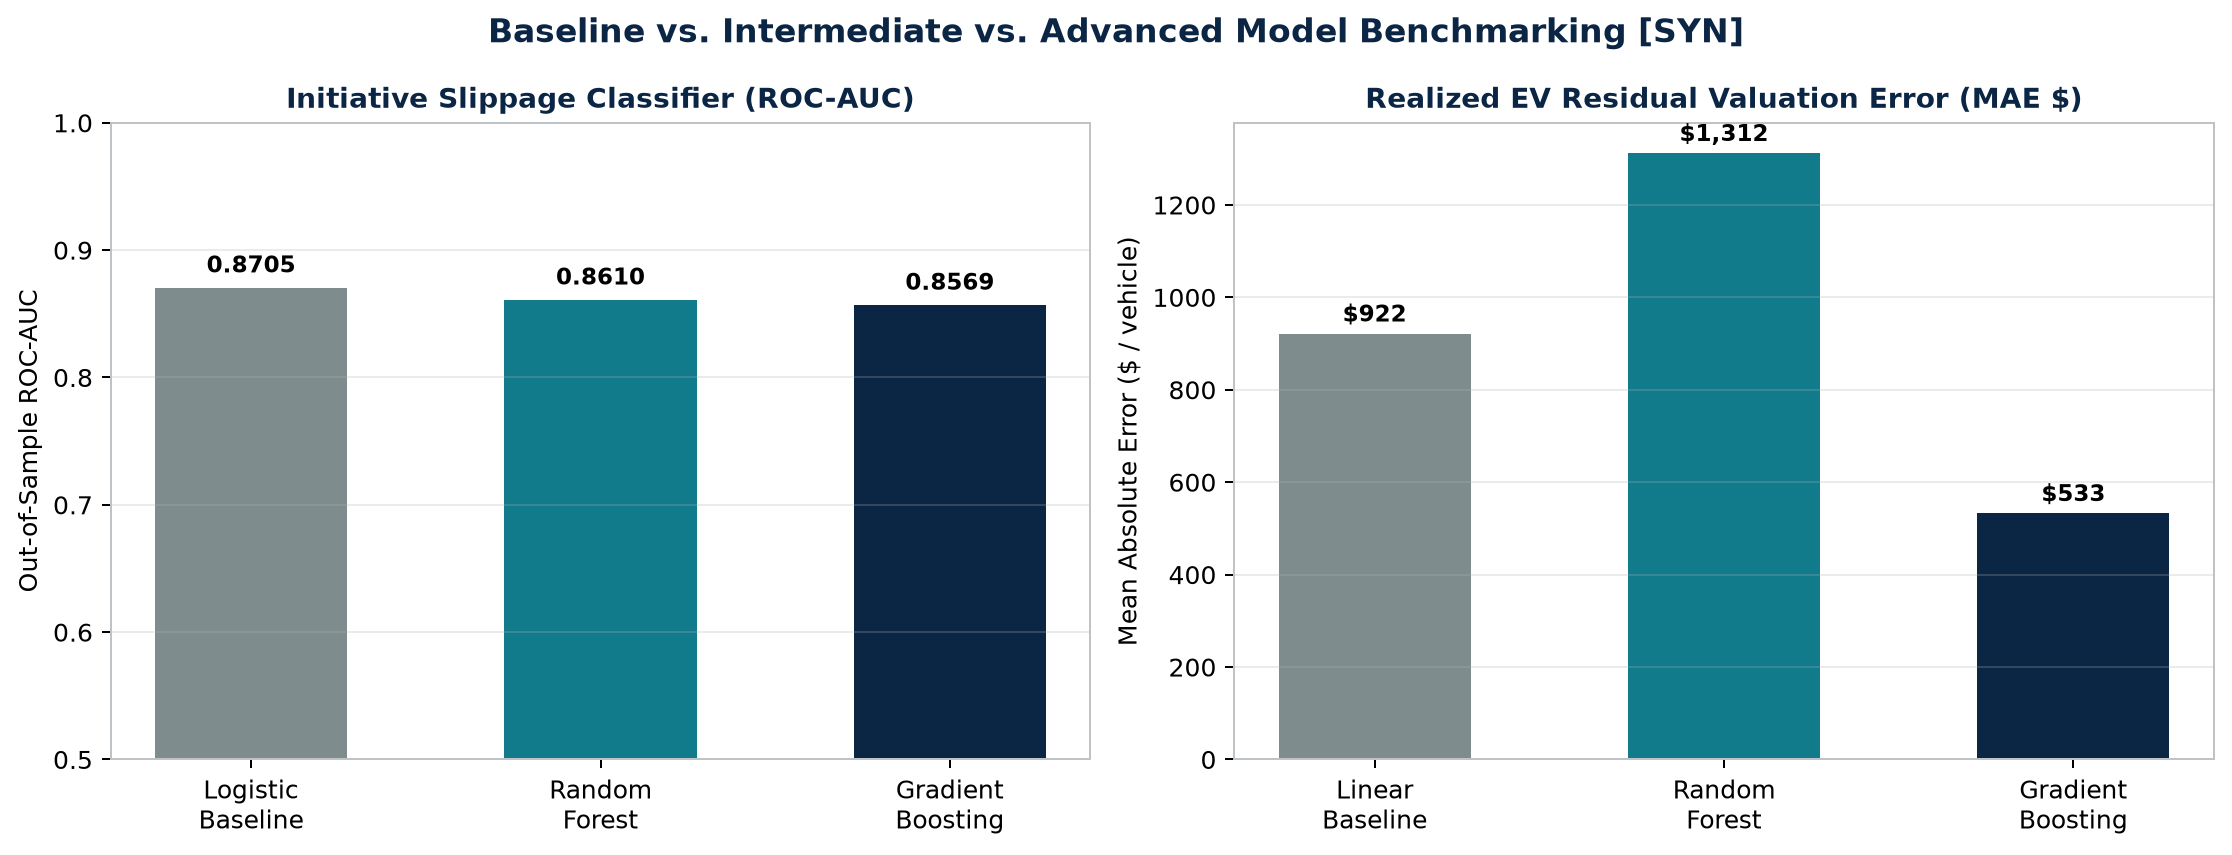 Baseline vs. Intermediate vs. Advanced Model Benchmarking [SYN]
Initiative Slippage Classifier (ROC-AUC)
Out-of-Sample ROC-AUC
1.0
0.9
0.8
0.7
0.6
0.5
0.8705
0.8610
0.8569
Logistic
Baseline
Random
Forest
Gradient
Boosting
Realized EV Residual Valuation Error (MAE $)
Mean Absolute Error ($ / vehicle)
1200
1000
800
600
400
200
0
$922
$1,312
$533
Linear
Baseline
Random
Forest
Gradient
Boosting